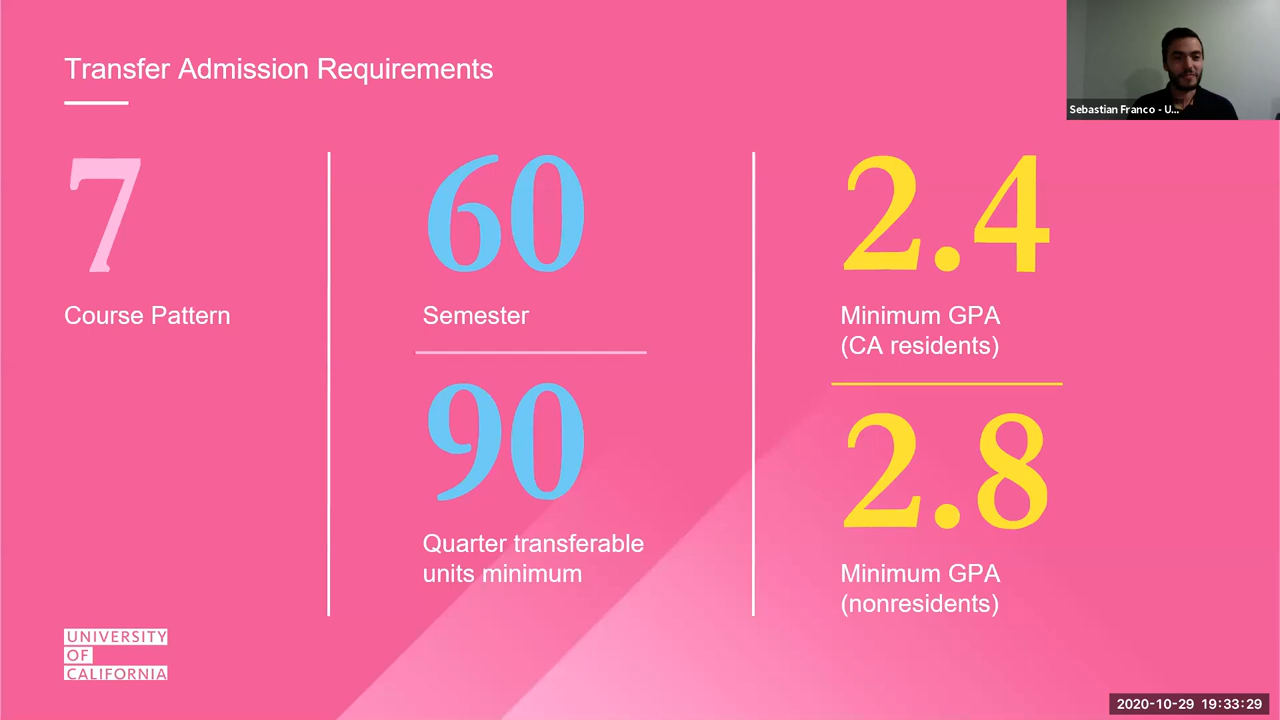 Transfer Admission Requirements
7
Course Pattern
60
Semester
90
Quarter transferable
units minimum
2.4
Minimum GPA
(CA residents)
2.8
Minimum GPA
(nonresidents)
UNIVERSITY
OF
CALIFORNIA
Sebastian Franco - U...
2020-10-29 19:33:29